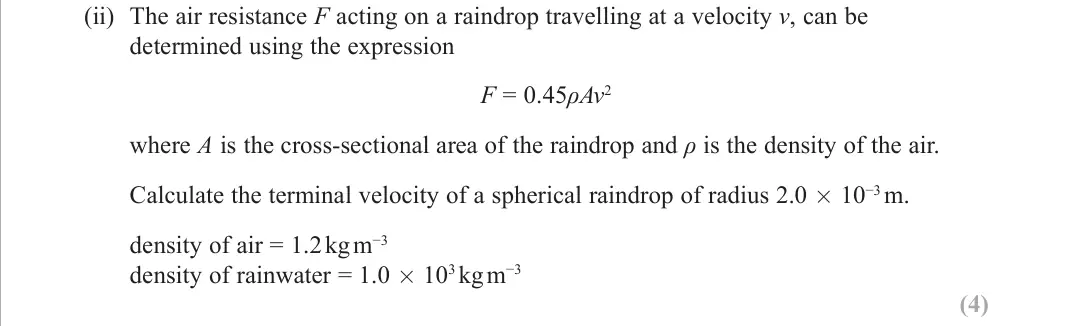 (ii) The air resistance F acting on a raindrop travelling at a velocity v, can be
determined using the expression
F = 0.45ρAv²
where A is the cross-sectional area of the raindrop and ρ is the density of the air.
Calculate the terminal velocity of a spherical raindrop of radius 2.0 × 10⁻³ m.
density of air = 1.2 kg m⁻³
density of rainwater = 1.0 × 10³ kg m⁻³
(4)